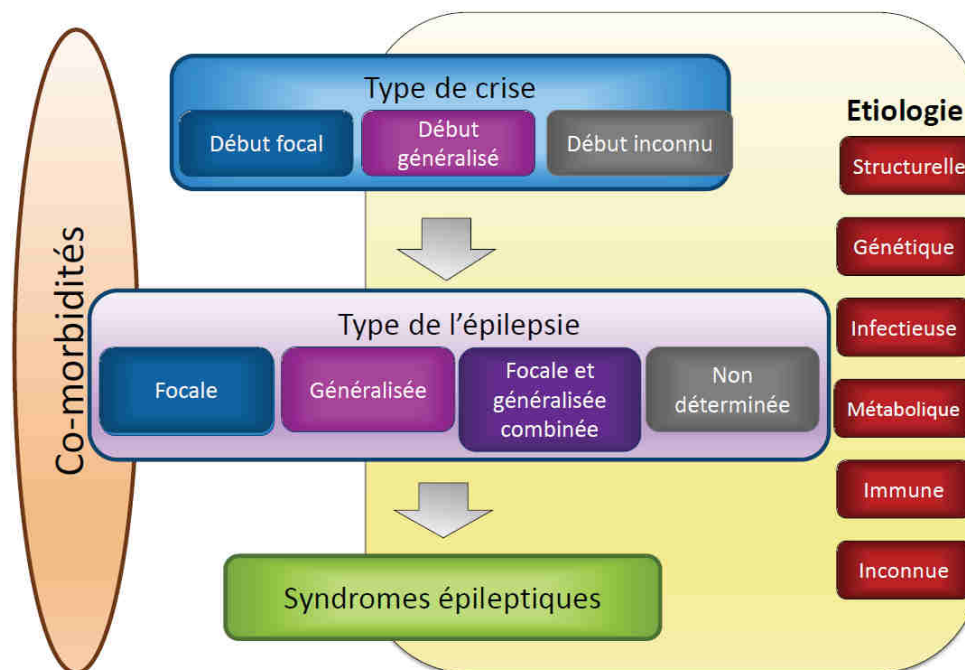 Co-morbidités
Type de crise
Début focal
Début
généralisé
Début inconnu
Type de l'épilepsie
Focale
Généralisée
Focale et
généralisée
combinée
Non
déterminée
Syndromes épileptiques
Etiologie
Structurelle
Génétique
Infectieuse
Métabolique
Immune
Inconnue